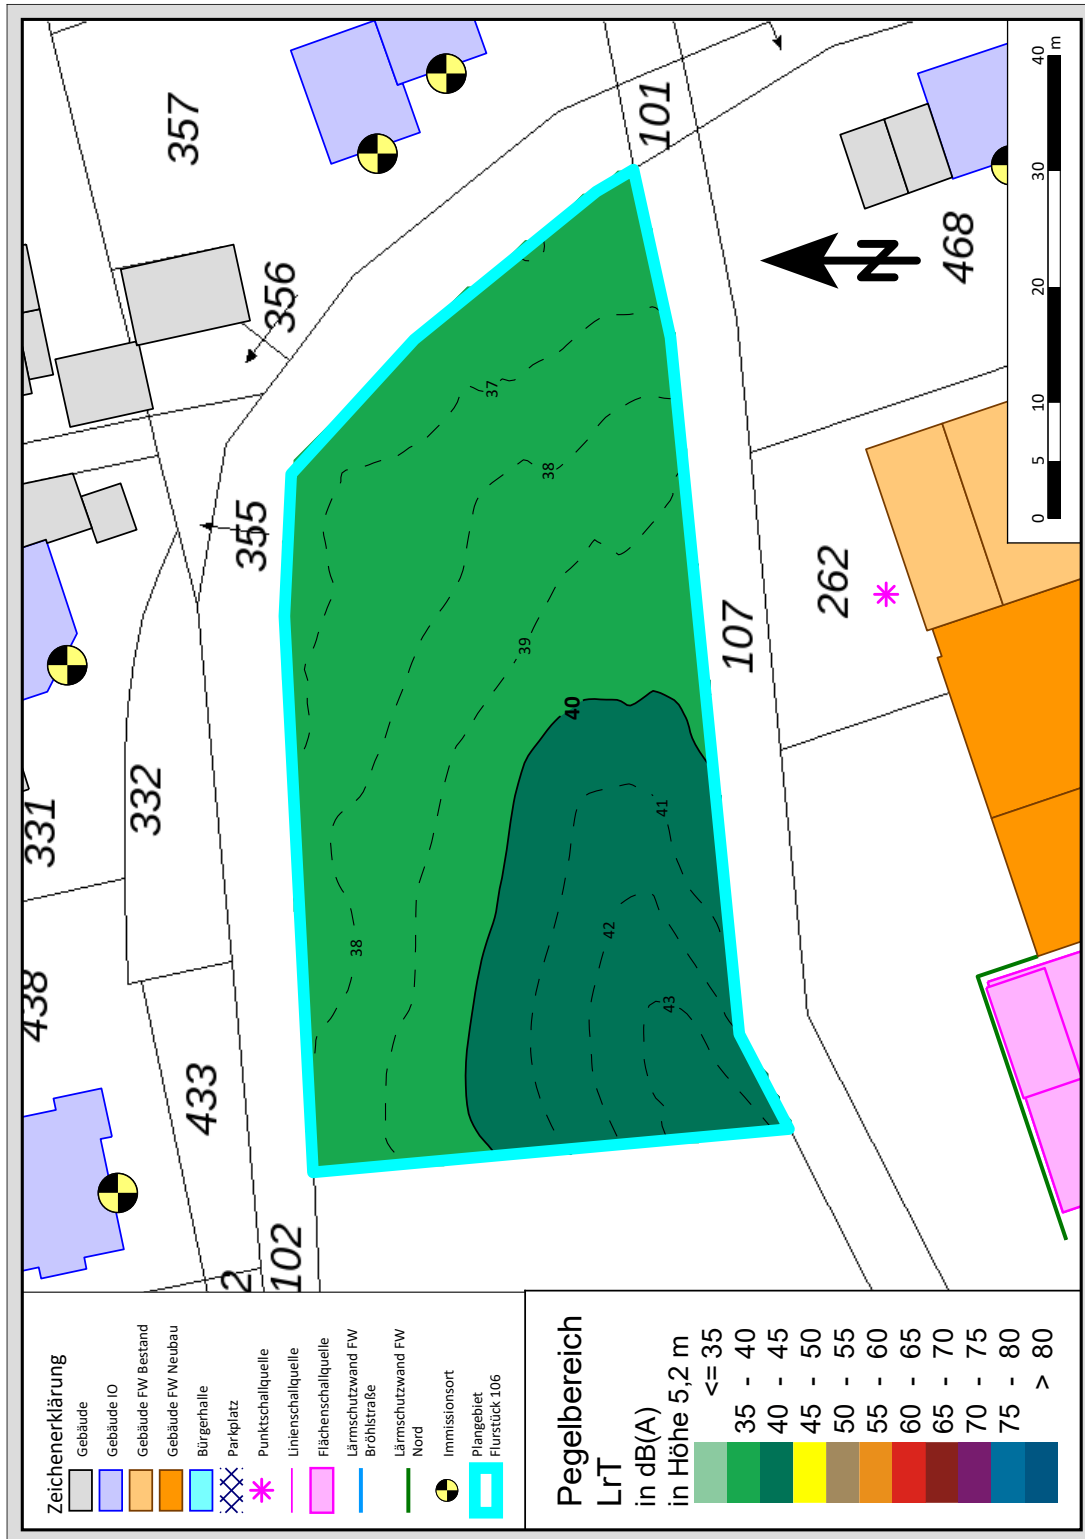 357
101
356
468
355
262
107
332
331
438
433
102
2
37
38
39
40
41
42
43
38
N
0 5 10 20 30 40
m
Zeichenerklärung
Gebäude
Gebäude IO
Gebäude FW Bestand
Gebäude FW Neubau
Bürgerhalle
Parkplatz
Punktschallquelle
Linienschallquelle
Flächenschallquelle
Lärmschutzwand FW
Bröhlstraße
Lärmschutzwand FW
Nord
Immissionsort
Plangebiet
Flurstück 106
Pegelbereich
LrT
in dB(A)
in Höhe 5,2 m
<= 35
35 - 40
40 - 45
45 - 50
50 - 55
55 - 60
60 - 65
65 - 70
70 - 75
75 - 80
> 80